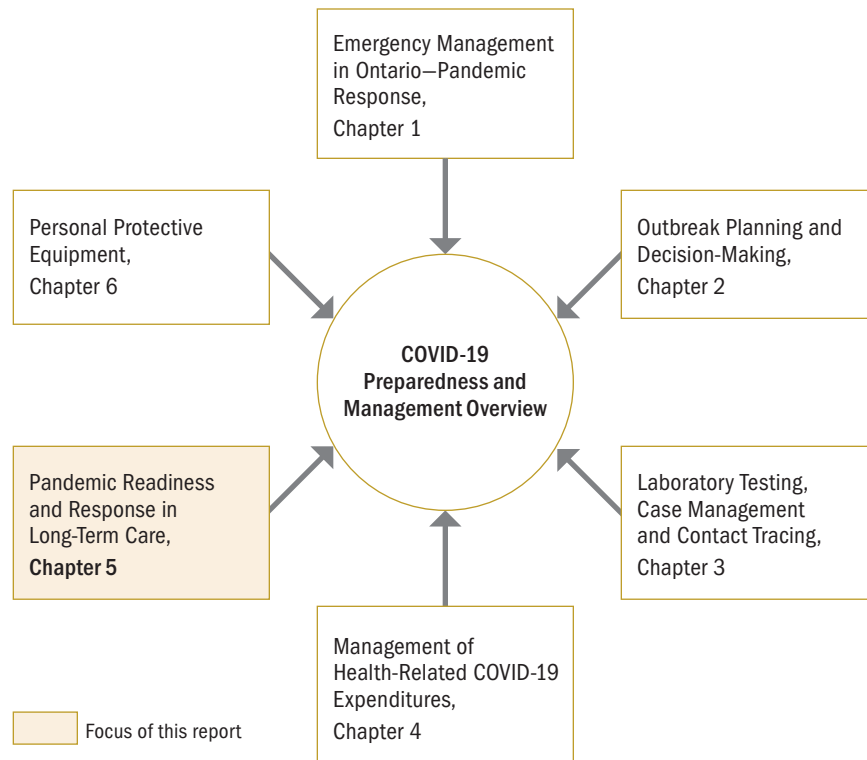 Emergency Management
in Ontario—Pandemic
Response,
Chapter 1
Personal Protective
Equipment,
Chapter 6
Outbreak Planning and
Decision-Making,
Chapter 2
COVID-19
Preparedness and
Management Overview
Pandemic Readiness
and Response in
Long-Term Care,
Chapter 5
Laboratory Testing,
Case Management
and Contact Tracing,
Chapter 3
Management of
Health-Related COVID-19
Expenditures,
Chapter 4
Focus of this report